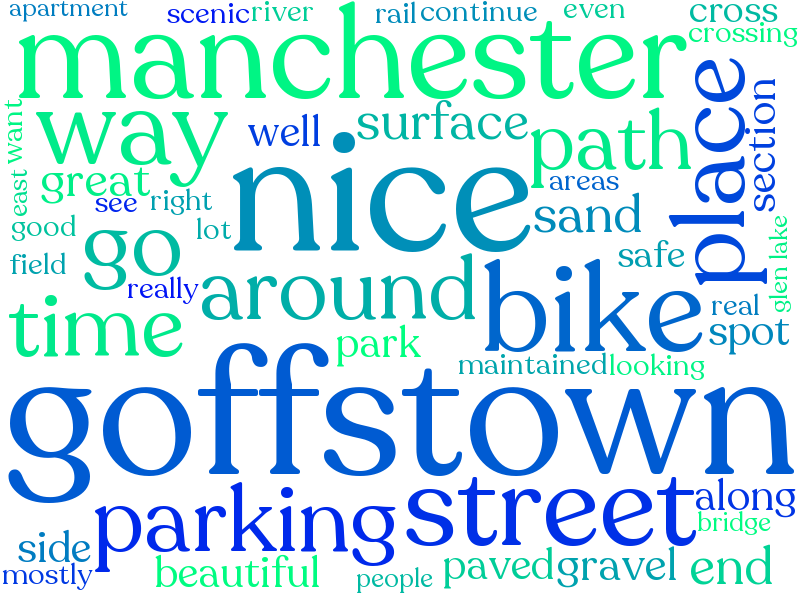 apartment
scenic
river
rail
continue
even
cross
crossing
manchester
want
way
well
surface
path
place
section
great
east
see
right
nice
areas
sand
good
go
lot
safe
field
really
around
bike
glen lake
real
spot
time
park
maintained
looking
goffstown
parking
street
along
bridge
side
mostly
beautiful
people
paved
gravel
end